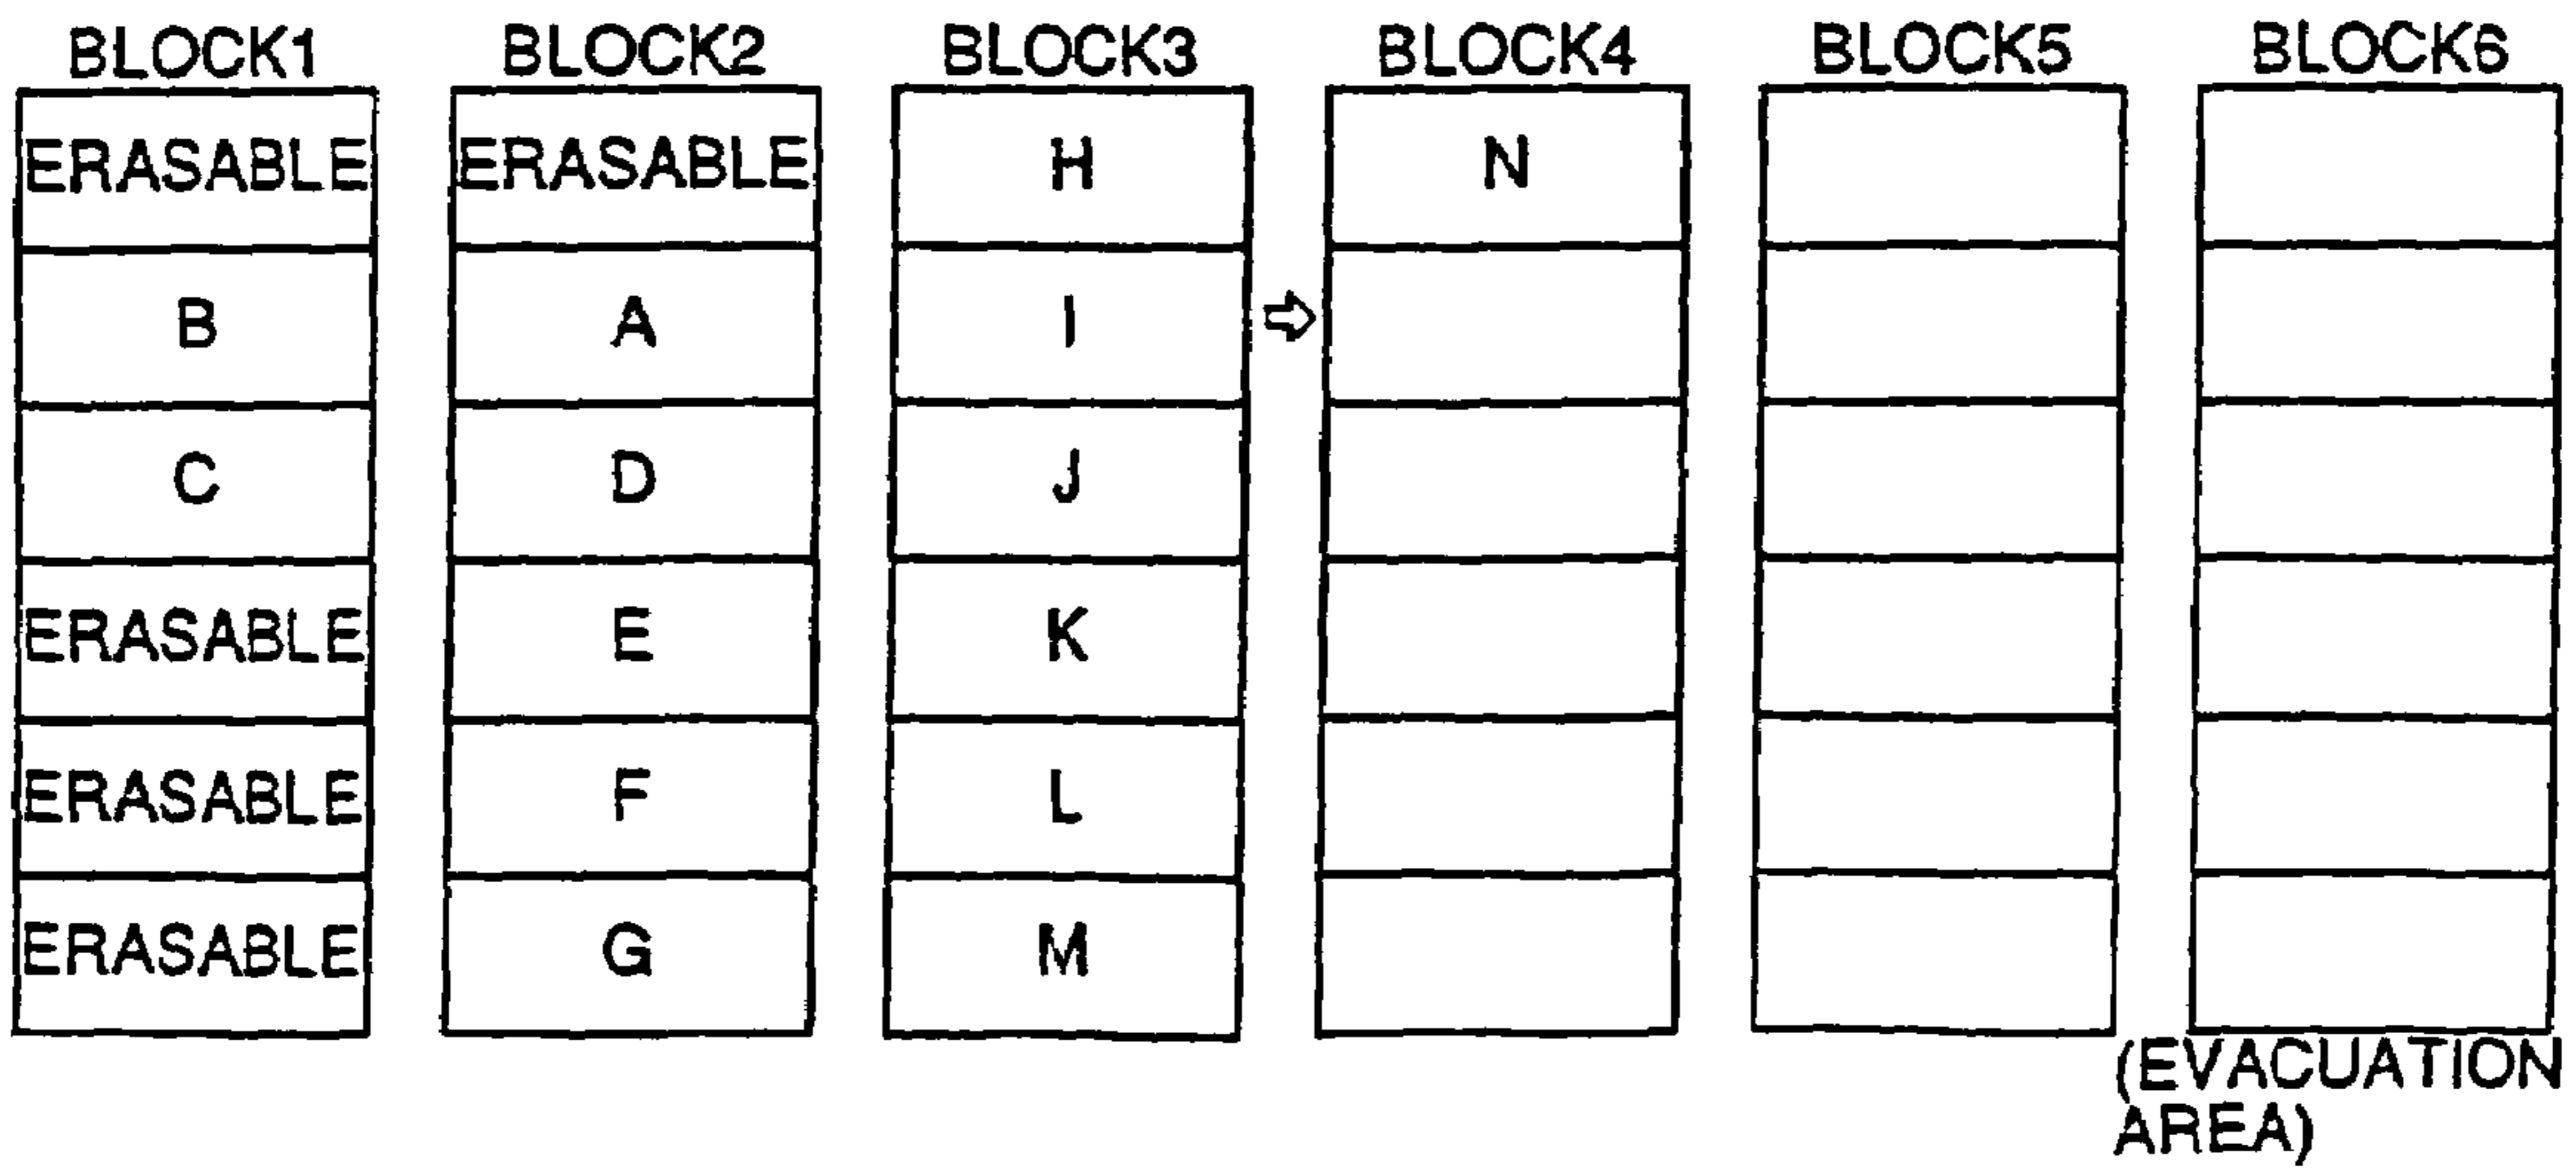 BLOCK1 BLOCK2 BLOCK3 BLOCK4 BLOCK5 BLOCK6
ERASABLE ERASABLE H N
B A I ⇨
C D J
ERASABLE E K
ERASABLE F L
ERASABLE G M
(EVACUATION
AREA)